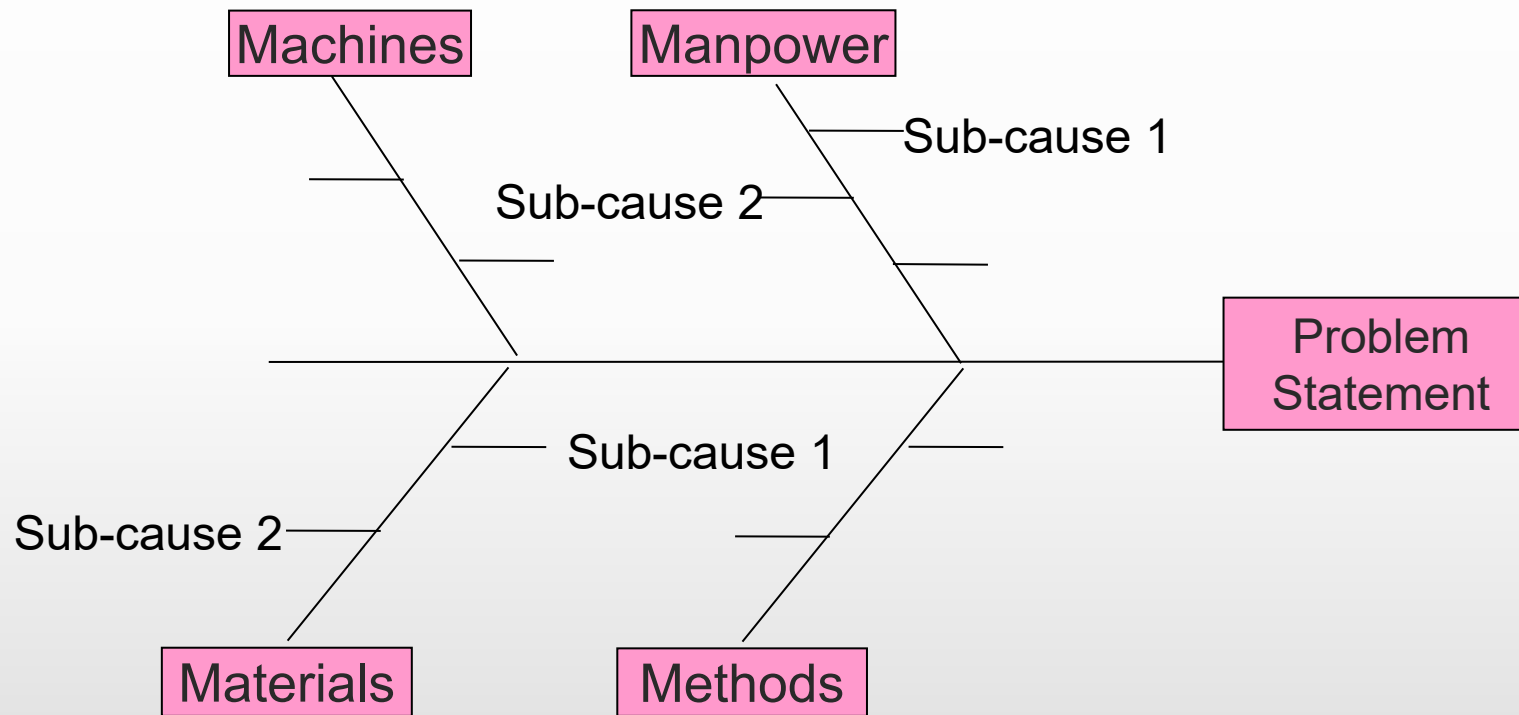 Machines
Manpower
Sub-cause 1
Sub-cause 2
Problem
Statement
Sub-cause 1
Sub-cause 2
Materials
Methods